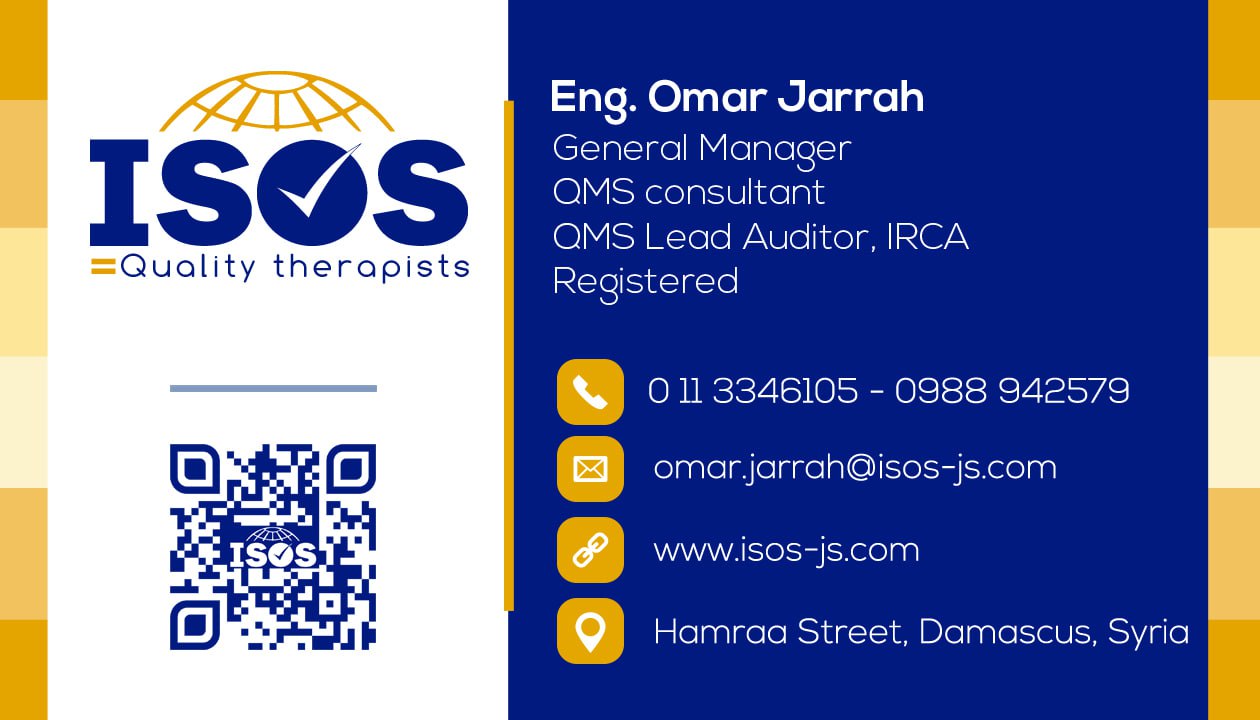 ISOS
=Quality therapists
ISOS
Eng. Omar Jarrah
General Manager
QMS consultant
QMS Lead Auditor, IRCA
Registered
0 11 3346105 - 0988 942579
omar.jarrah@isos-js.com
www.isos-js.com
Hamraa Street, Damascus, Syria